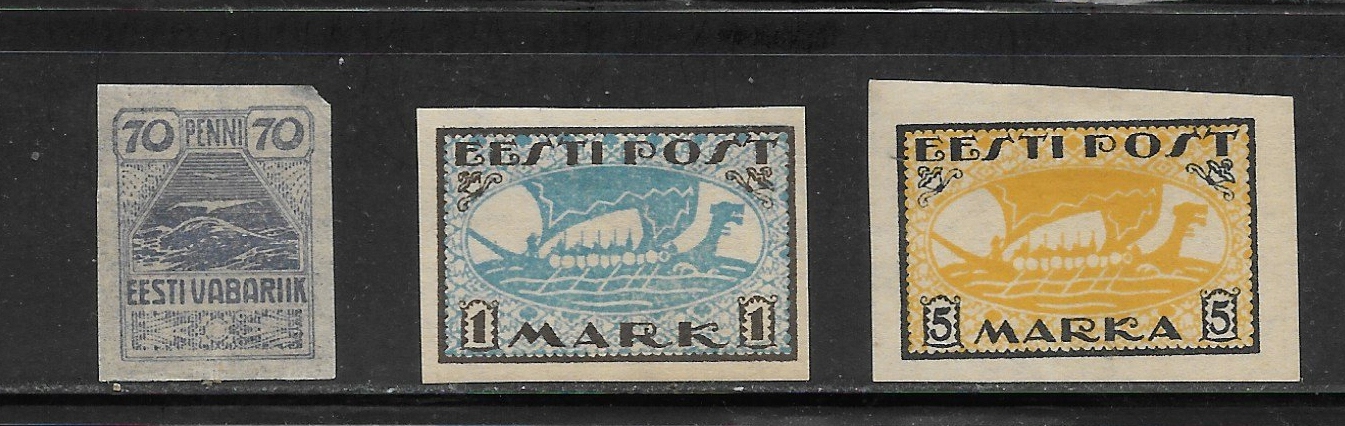 70 PENNI 70
EESTI VABARIIK
EESTI POST
1 MARK 1
EESTI POST
5 MARKA 5